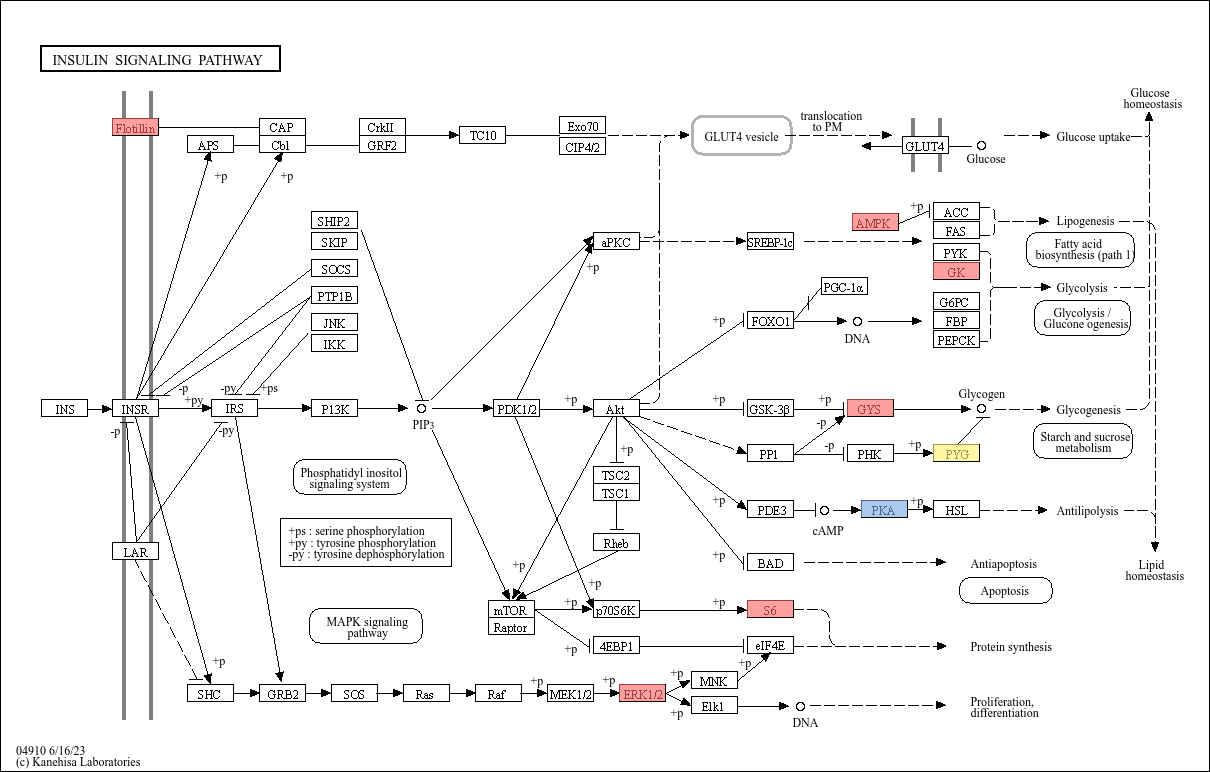 INSULIN SIGNALING PATHWAY
Glucose
homeostasis
Flotillin
CAP
CrkII
Exo70
translocation
to PM
APS
Cbl
GRF2
TC10
CIP4/2
GLUT4 vesicle
GLUT4
Glucose
Glucose uptake
+p
+p
SHIP2
SKIP
SOCS
PTP1B
JNK
IKK
aPKC
+p
SREBP-1c
AMPK
+p
ACC
FAS
Lipogenesis
Fatty acid
biosynthesis (path 1)
PYK
GK
Glycolysis
PGC-1α
G6PC
FBP
PEPCK
Glycolysis /
Glucone ogenesis
+p
FOXO1
DNA
-p
+py
-py
+ps
INS
INSR
IRS
P13K
PIP3
PDK1/2
+p
Akt
+p
GSK-3β
+p
GYS
Glycogen
Glycogenesis
-p
-py
-p
PP1
-p
PHK
+p
PYG
Starch and sucrose
metabolism
+p
TSC2
TSC1
Phosphatidyl inositol
signaling system
+p
PDE3
cAMP
PKA
+p
HSL
Antilipolysis
+ps : serine phosphorylation
+py : tyrosine phosphorylation
-py : tyrosine dephosphorylation
LAR
Rheb
+p
BAD
Antiapoptosis
Apoptosis
Lipid
homeostasis
+p
+p
mTOR
Raptor
+p
p70S6K
+p
S6
MAPK signaling
pathway
+p
4EBP1
eIF4E
Protein synthesis
+p
SHC
GRB2
SOS
Ras
Raf
+p
MEK1/2
+p
ERK1/2
+p
MNK
+p
+p
Elk1
DNA
Proliferation,
differentiation
04910 6/16/23
(c) Kanehisa Laboratories